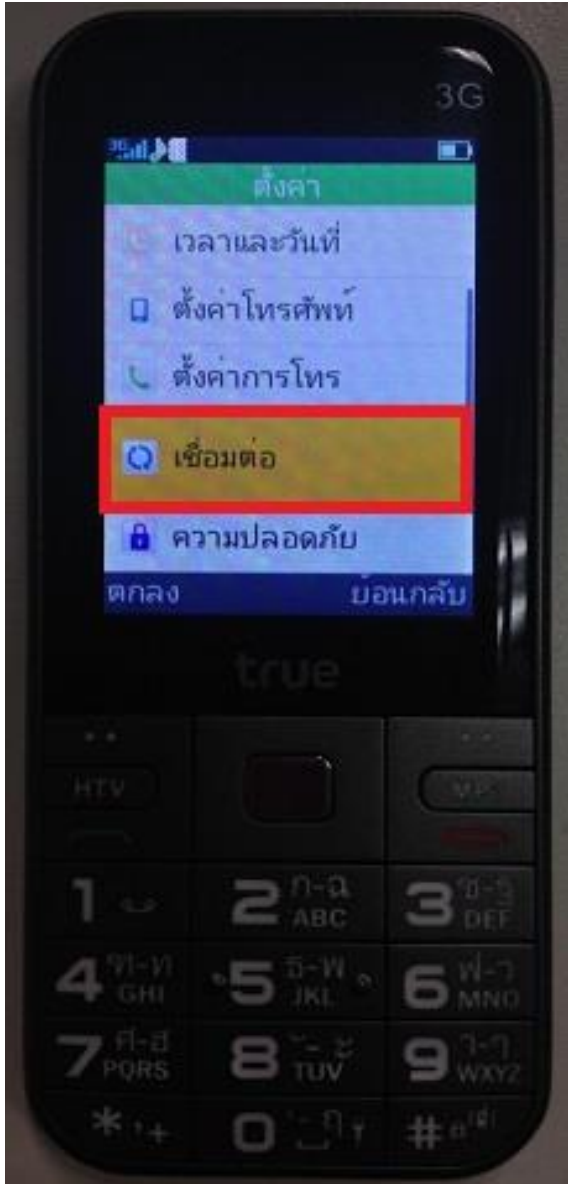 3G
3G
ตั้งค่า
เวลาและวันที่
ตั้งค่าโทรศัพท์
ตั้งค่าการโทร
เชื่อมต่อ
ความปลอดภัย
ตกลง ย้อนกลับ
true
HTV
1 2 ก-ฉ ABC 3 DEF
4 GHI 5 ธ-พ JKL 6 MNO
7 PQRS 8 TUV 9 WXYZ
* + 0 #